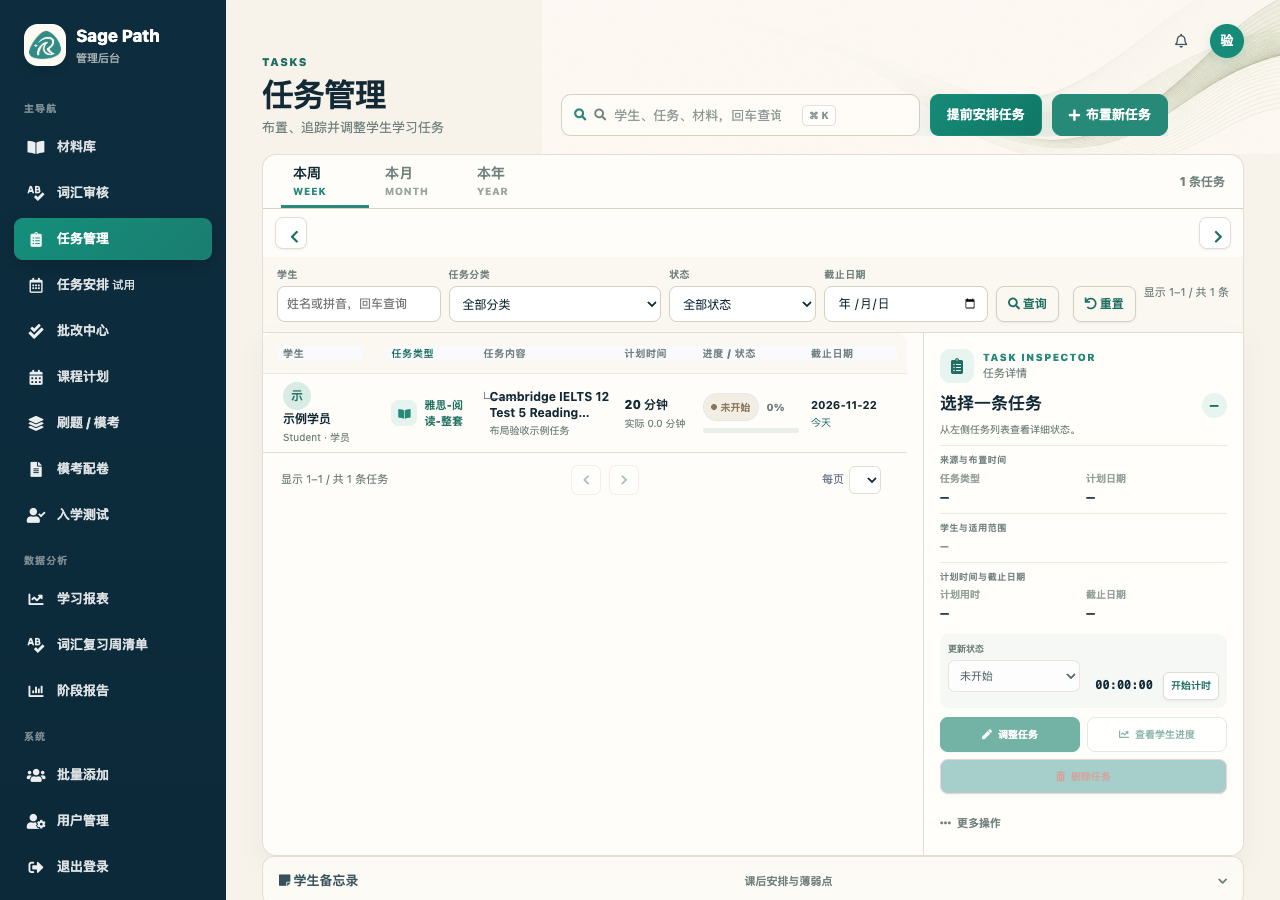 Sage Path
管理后台
主导航
材料库
词汇审核
任务管理
任务安排 试用
批改中心
课程计划
刷题 / 模考
模考配卷
入学测试
数据分析
学习报表
词汇复习周清单
阶段报告
系统
批量添加
用户管理
退出登录
验
TASKS
任务管理
布置、追踪并调整学生学习任务
学生、任务、材料，回车查询 ⌘ K
提前安排任务
布置新任务
本周
WEEK
本月
MONTH
本年
YEAR
1 条任务
学生
姓名或拼音，回车查询
任务分类
全部分类
状态
全部状态
截止日期
年 /月/日
查询
重置
显示 1–1 / 共 1 条
学生 任务类型 任务内容 计划时间 进度 / 状态 截止日期
示
示例学员
Student · 学员
雅思-阅
读-整套
Cambridge IELTS 12
Test 5 Reading...
布局验收示例任务
20 分钟
实际 0.0 分钟
未开始 0%
2026-11-22
今天
显示 1–1 / 共 1 条任务
每页
TASK INSPECTOR
任务详情
选择一条任务
从左侧任务列表查看详细状态。
–
来源与布置时间
任务类型 计划日期
– –
学生与适用范围
–
计划时间与截止日期
计划用时 截止日期
– –
更新状态
未开始
00:00:00
开始计时
调整任务
查看学生进度
删除任务
更多操作
学生备忘录
课后安排与薄弱点